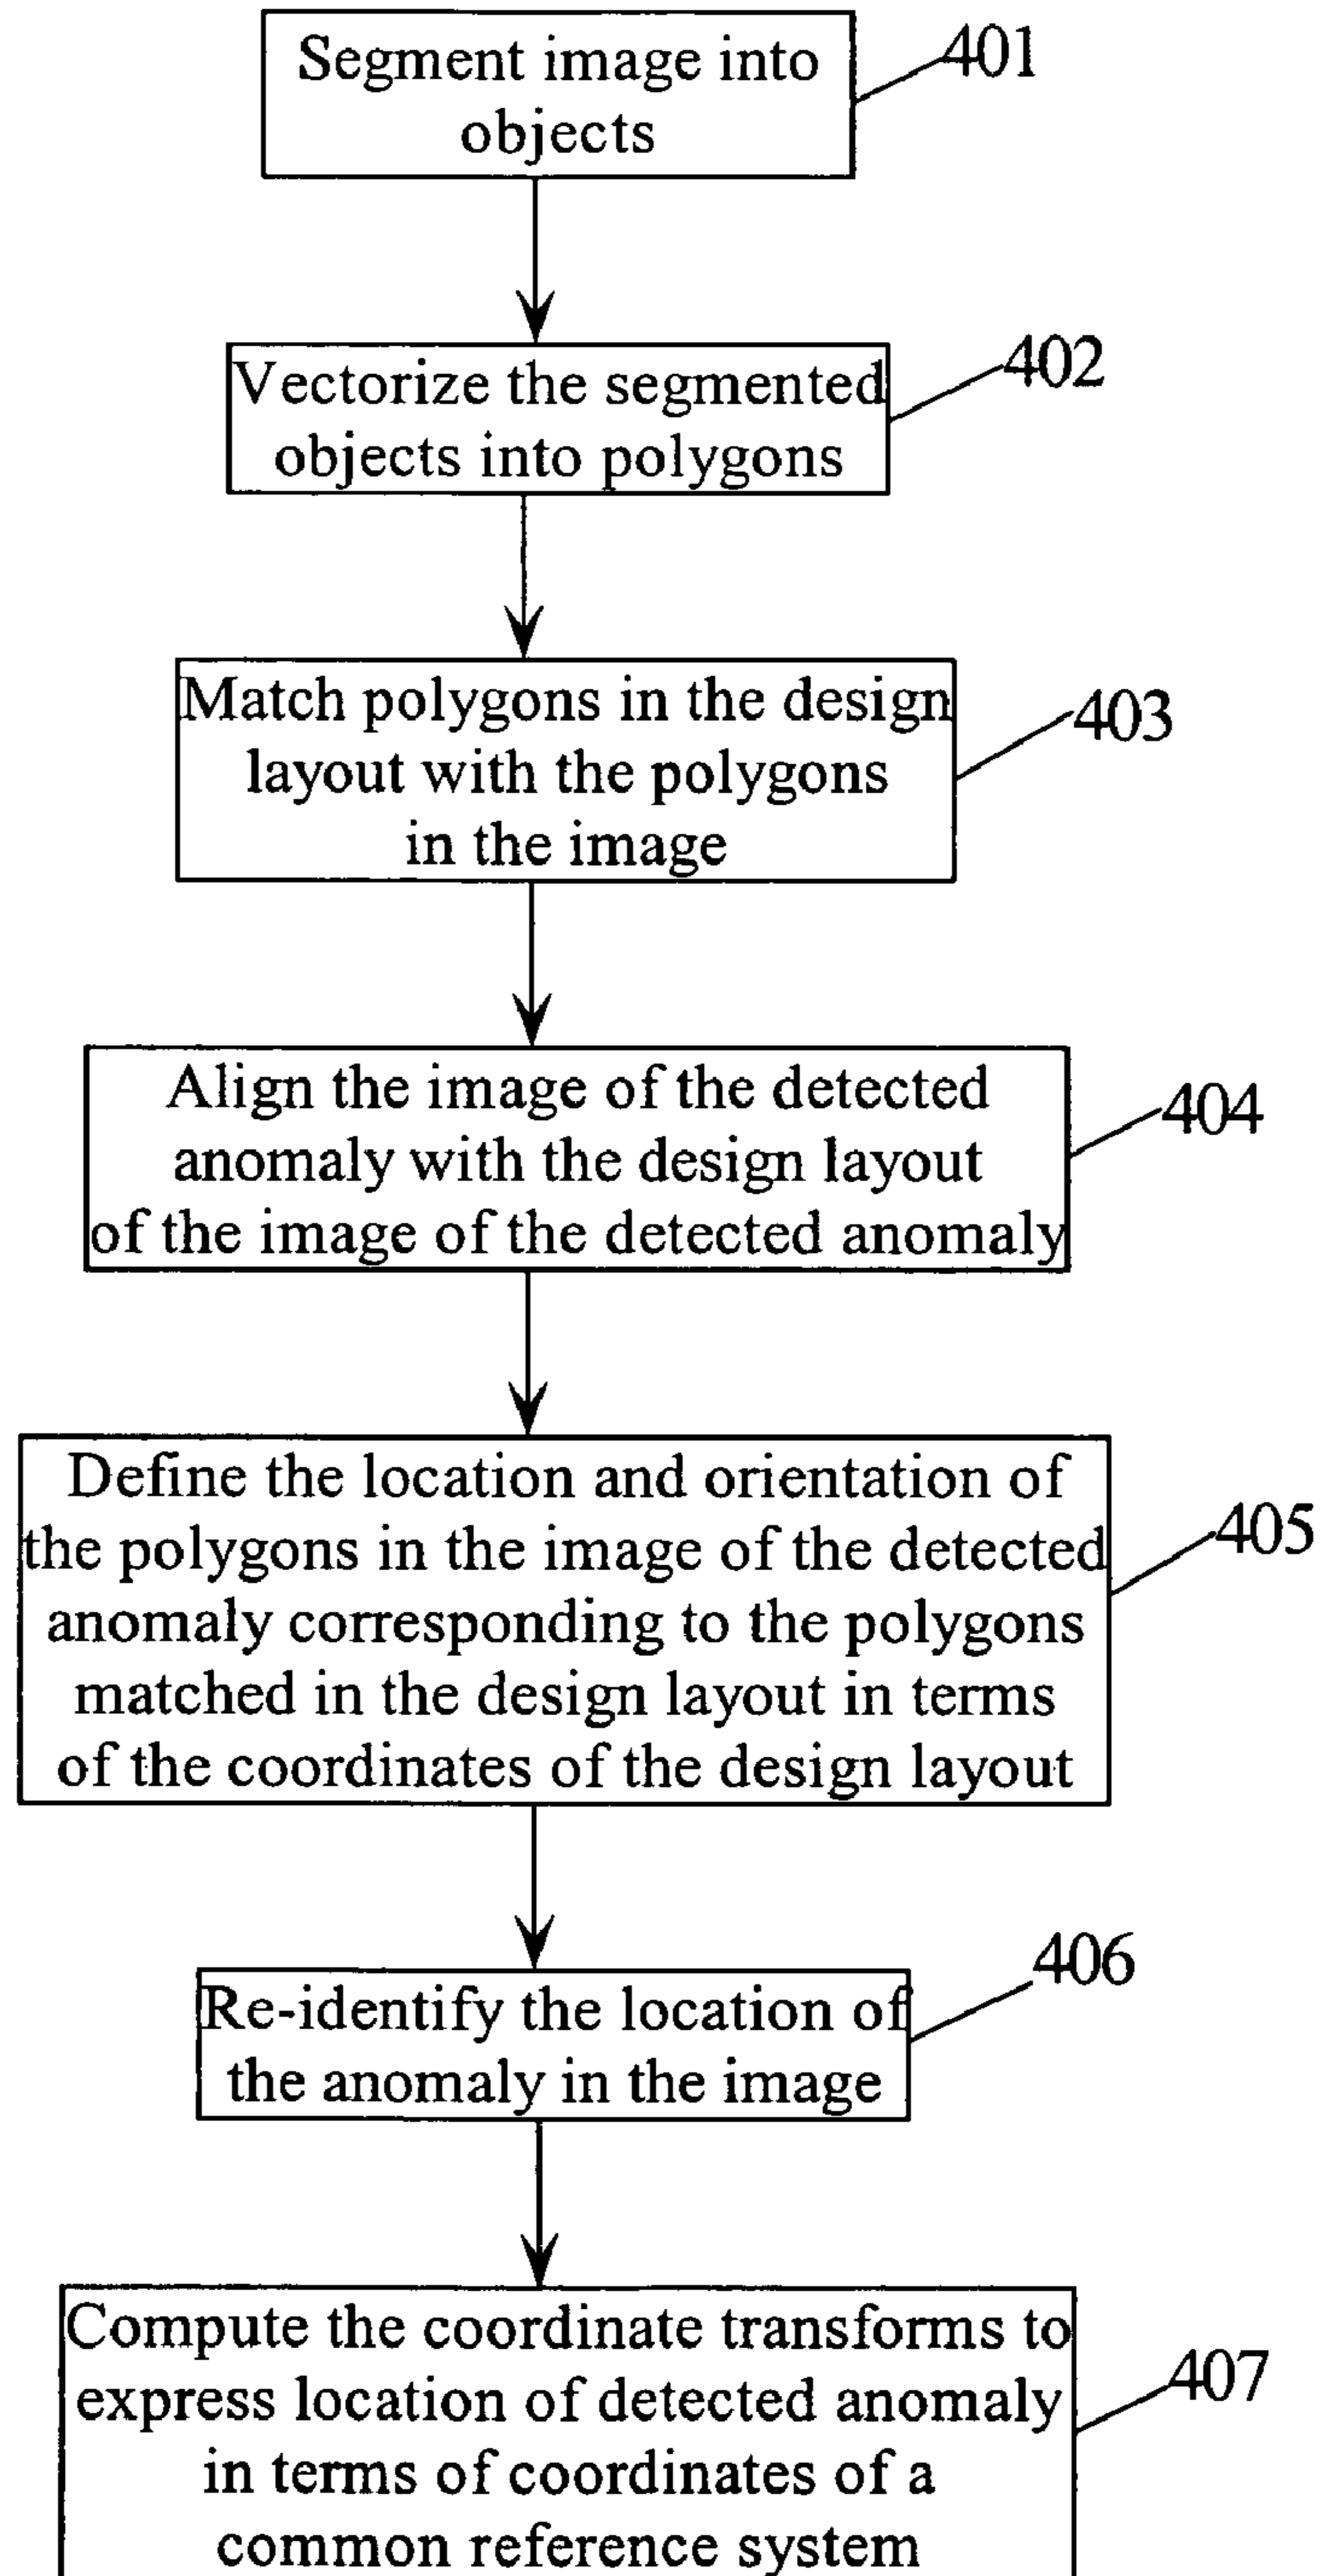 Segment image into
objects
401
Vectorize the segmented
objects into polygons
402
Match polygons in the design
layout with the polygons
in the image
403
Align the image of the detected
anomaly with the design layout
of the image of the detected anomaly
404
Define the location and orientation of
the polygons in the image of the detected
anomaly corresponding to the polygons
matched in the design layout in terms
of the coordinates of the design layout
405
Re-identify the location of
the anomaly in the image
406
Compute the coordinate transforms to
express location of detected anomaly
in terms of coordinates of a
common reference system
407